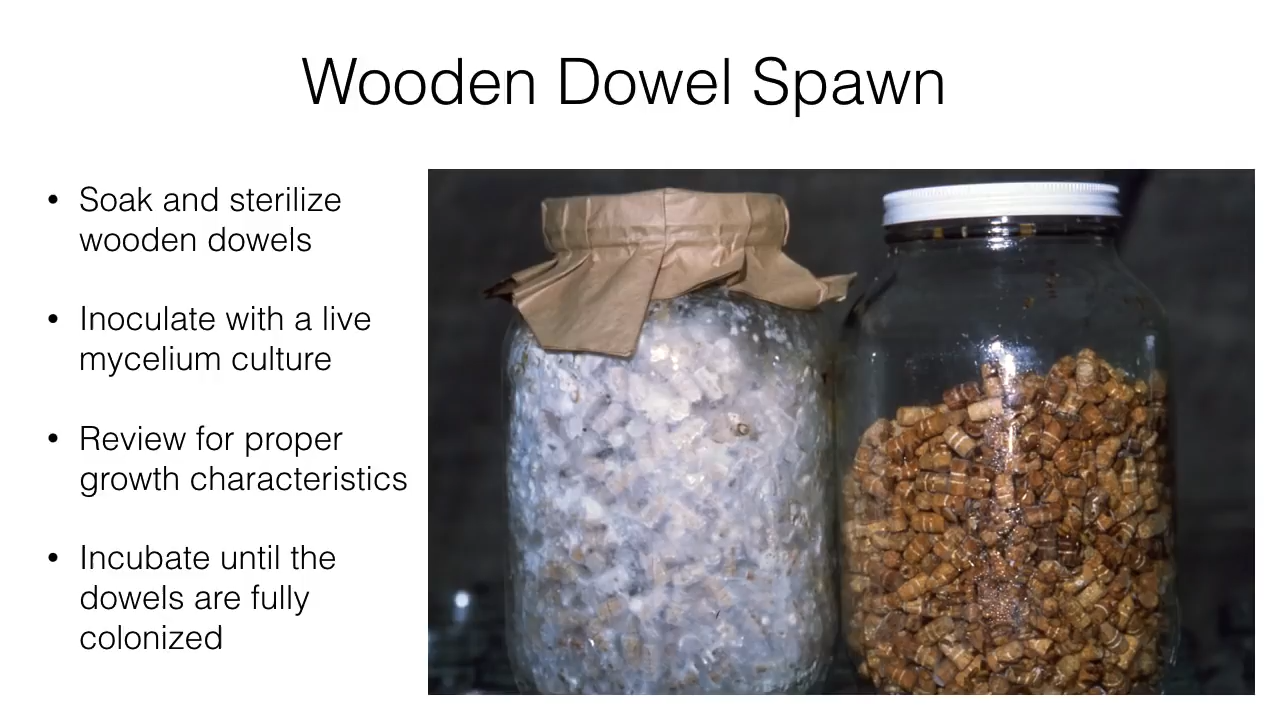 Wooden Dowel Spawn
• Soak and sterilize
wooden dowels
• Inoculate with a live
mycelium culture
• Review for proper
growth characteristics
• Incubate until the
dowels are fully
colonized